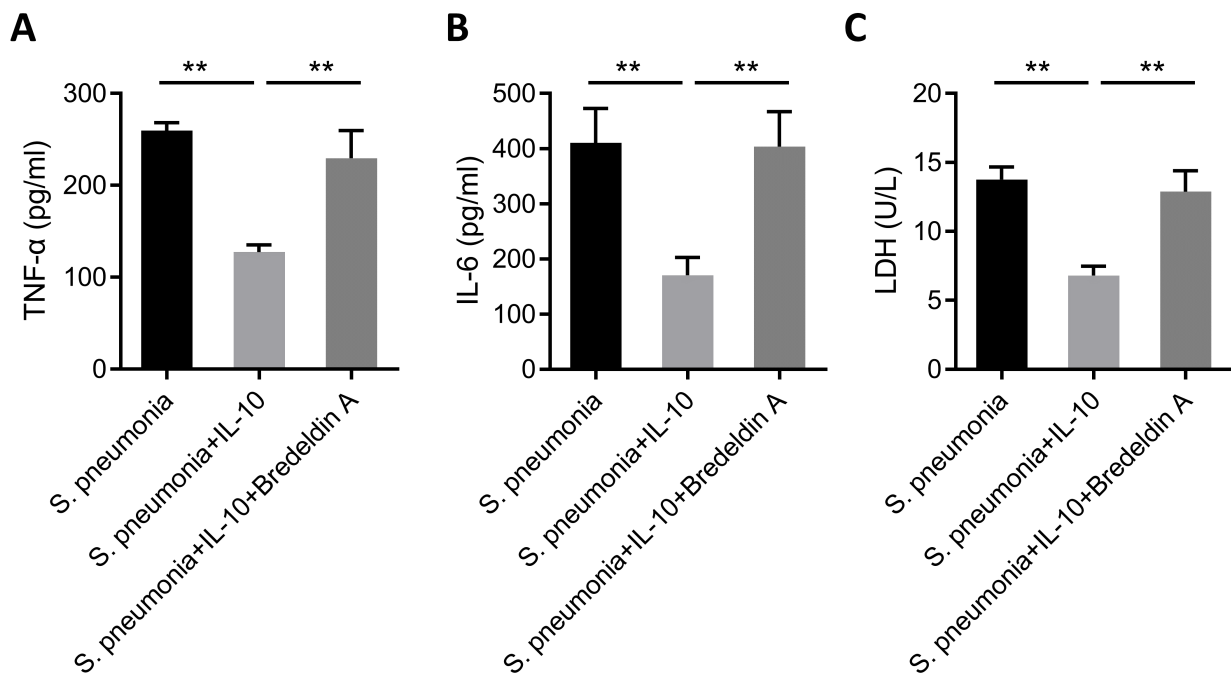 A
** **
TNF-α (pg/ml)
300
200
100
0
S. pneumonia
S. pneumonia+IL-10
S. pneumonia+IL-10+Bredeldin A
B
** **
IL-6 (pg/ml)
500
400
300
200
100
0
S. pneumonia
S. pneumonia+IL-10
S. pneumonia+IL-10+Bredeldin A
C
** **
LDH (U/L)
20
15
10
5
0
S. pneumonia
S. pneumonia+IL-10
S. pneumonia+IL-10+Bredeldin A